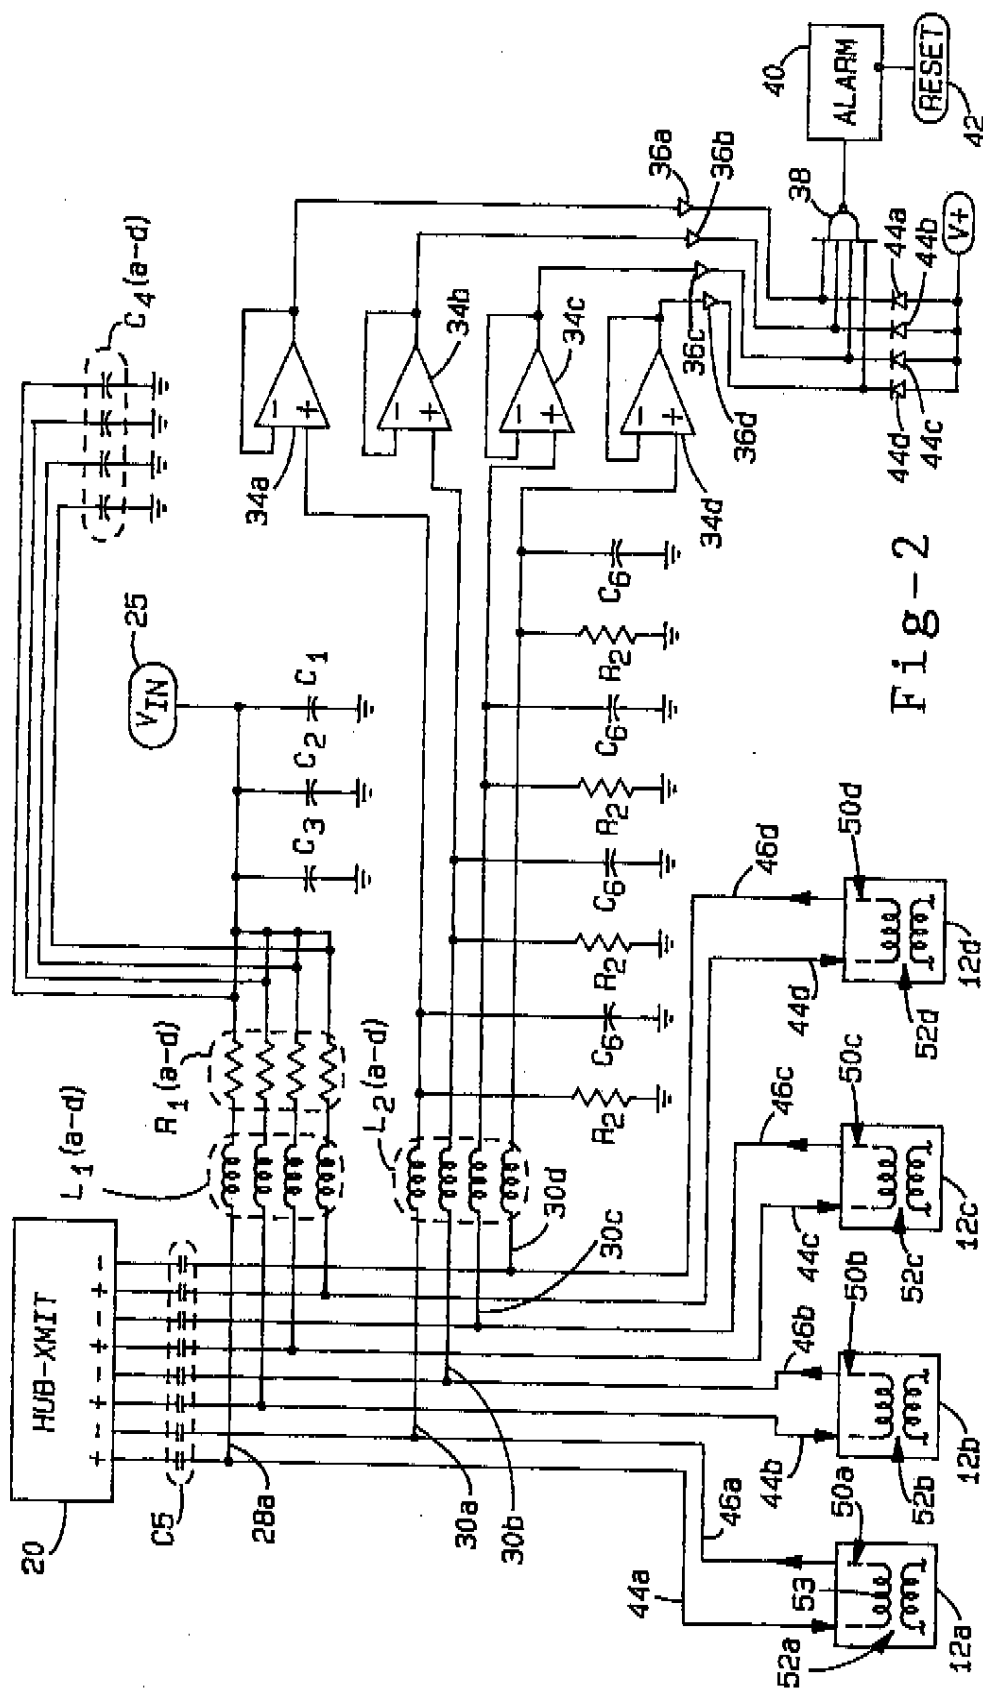 20
HUB-XMIT
+ - + - + - + -
C5
28a
L1(a-d)
R1(a-d)
25
VIN
C3
C2
C1
C4(a-d)
L2(a-d)
30a
30b
30c
30d
R2
C6
R2
C6
R2
C6
R2
C6
34a
- +
34b
- +
34c
- +
34d
- +
36a
36b
36c
36d
40
ALARM
RESET
42
38
44a
44b
44c
44d
V+
44a
46a
44b
46b
44c
46c
44d
46d
52a
53
50a
12a
52b
50b
12b
52c
50c
12c
52d
50d
12d
Fig-2